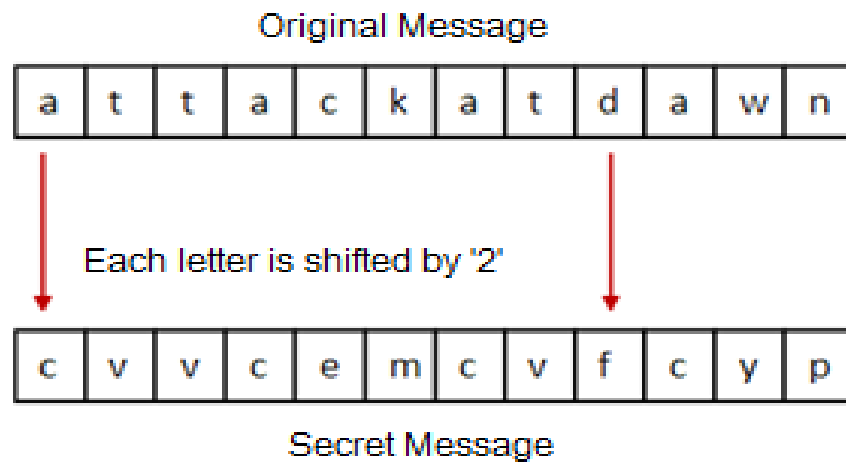 Original Message
a t t a c k a t d a w n
Each letter is shifted by '2'
c v v c e m c v f c y p
Secret Message